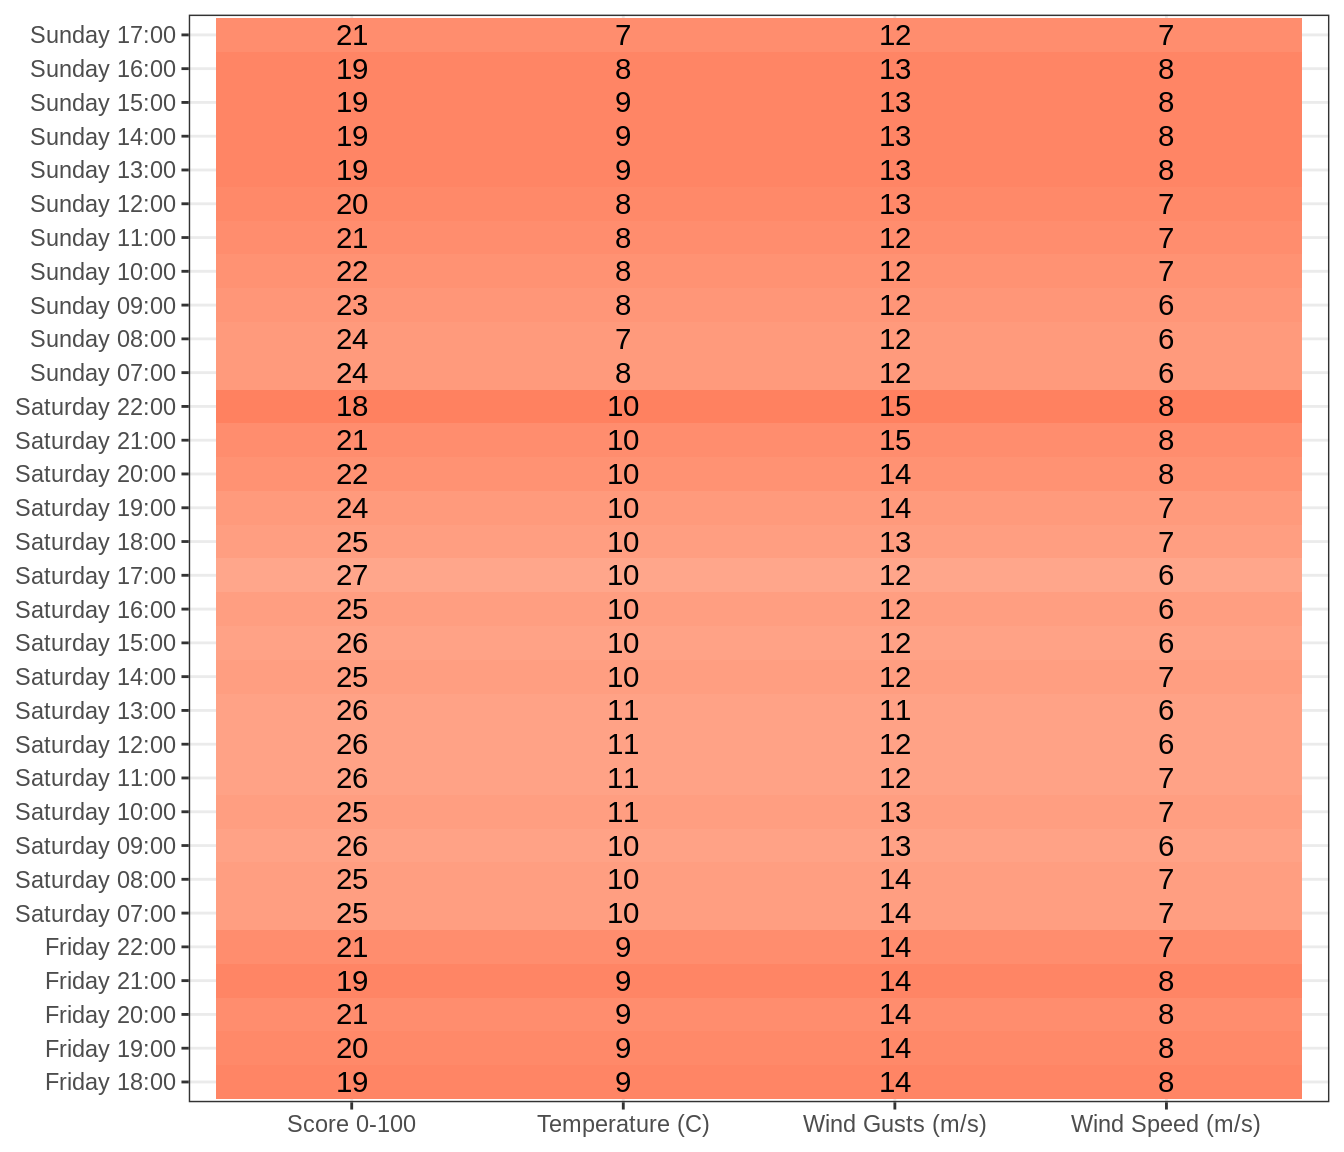 Sunday 17:00 21 7 12 7
Sunday 16:00 19 8 13 8
Sunday 15:00 19 9 13 8
Sunday 14:00 19 9 13 8
Sunday 13:00 19 9 13 8
Sunday 12:00 20 8 13 7
Sunday 11:00 21 8 12 7
Sunday 10:00 22 8 12 7
Sunday 09:00 23 8 12 6
Sunday 08:00 24 7 12 6
Sunday 07:00 24 8 12 6
Saturday 22:00 18 10 15 8
Saturday 21:00 21 10 15 8
Saturday 20:00 22 10 14 8
Saturday 19:00 24 10 14 7
Saturday 18:00 25 10 13 7
Saturday 17:00 27 10 12 6
Saturday 16:00 25 10 12 6
Saturday 15:00 26 10 12 6
Saturday 14:00 25 10 12 7
Saturday 13:00 26 11 11 6
Saturday 12:00 26 11 12 6
Saturday 11:00 26 11 12 7
Saturday 10:00 25 11 13 7
Saturday 09:00 26 10 13 6
Saturday 08:00 25 10 14 7
Saturday 07:00 25 10 14 7
Friday 22:00 21 9 14 7
Friday 21:00 19 9 14 8
Friday 20:00 21 9 14 8
Friday 19:00 20 9 14 8
Friday 18:00 19 9 14 8
Score 0-100 Temperature (C) Wind Gusts (m/s) Wind Speed (m/s)